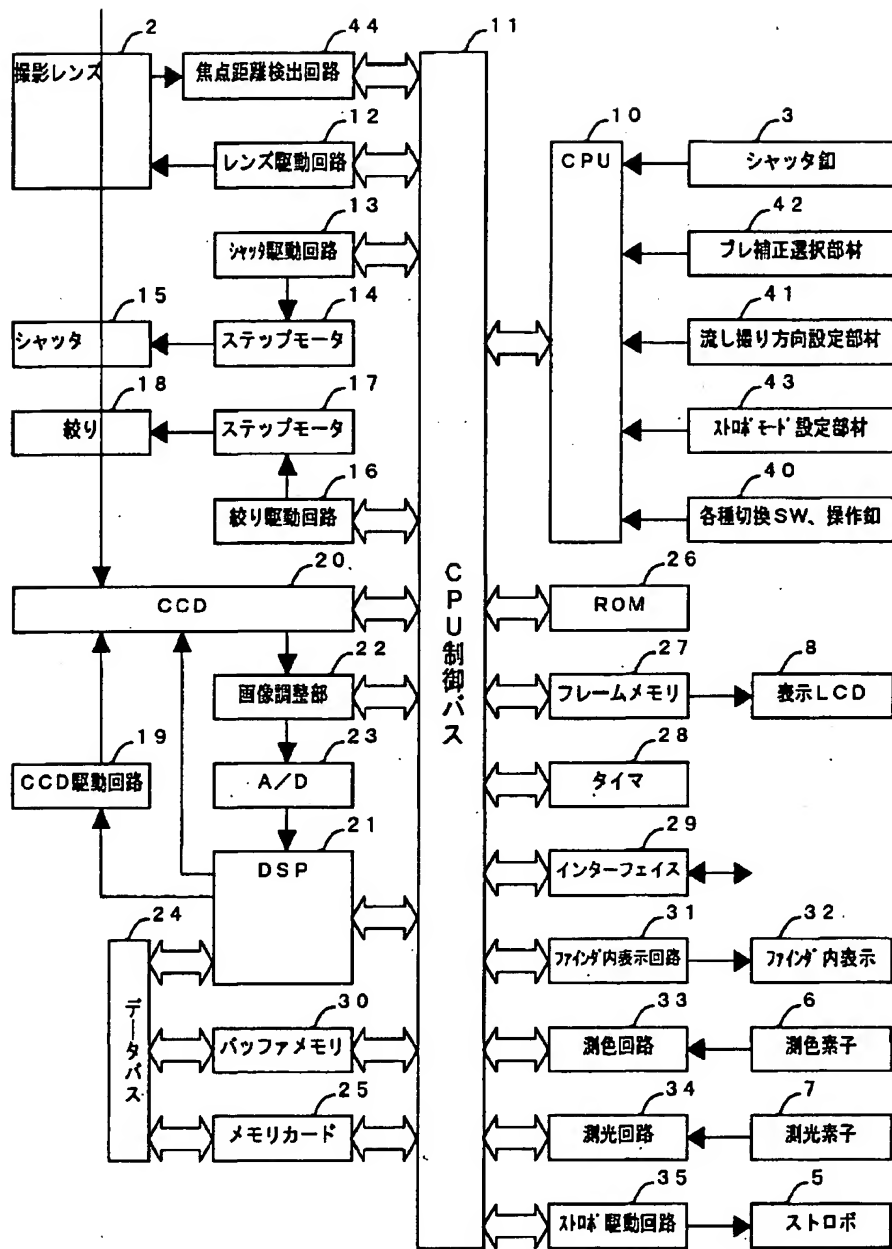 2
44
11
撮影レンズ
焦点距離検出回路
12
レンズ駆動回路
10
CPU
3
シャッタ釦
13
シャッタ駆動回路
42
ブレ補正選択部材
15
シャッタ
14
ステップモータ
41
流し撮り方向設定部材
18
絞り
17
ステップモータ
43
ストロボモード設定部材
16
絞り駆動回路
40
各種切換SW、操作釦
CPU制御バス
20
CCD
26
ROM
22
画像調整部
27
フレームメモリ
8
表示LCD
19
CCD駆動回路
23
A/D
28
タイマ
21
DSP
29
インターフェイス
24
データバス
31
ファインダ内表示回路
32
ファインダ内表示
30
バッファメモリ
33
測色回路
6
測色素子
25
メモリカード
34
測光回路
7
測光素子
35
ストロボ駆動回路
5
ストロボ